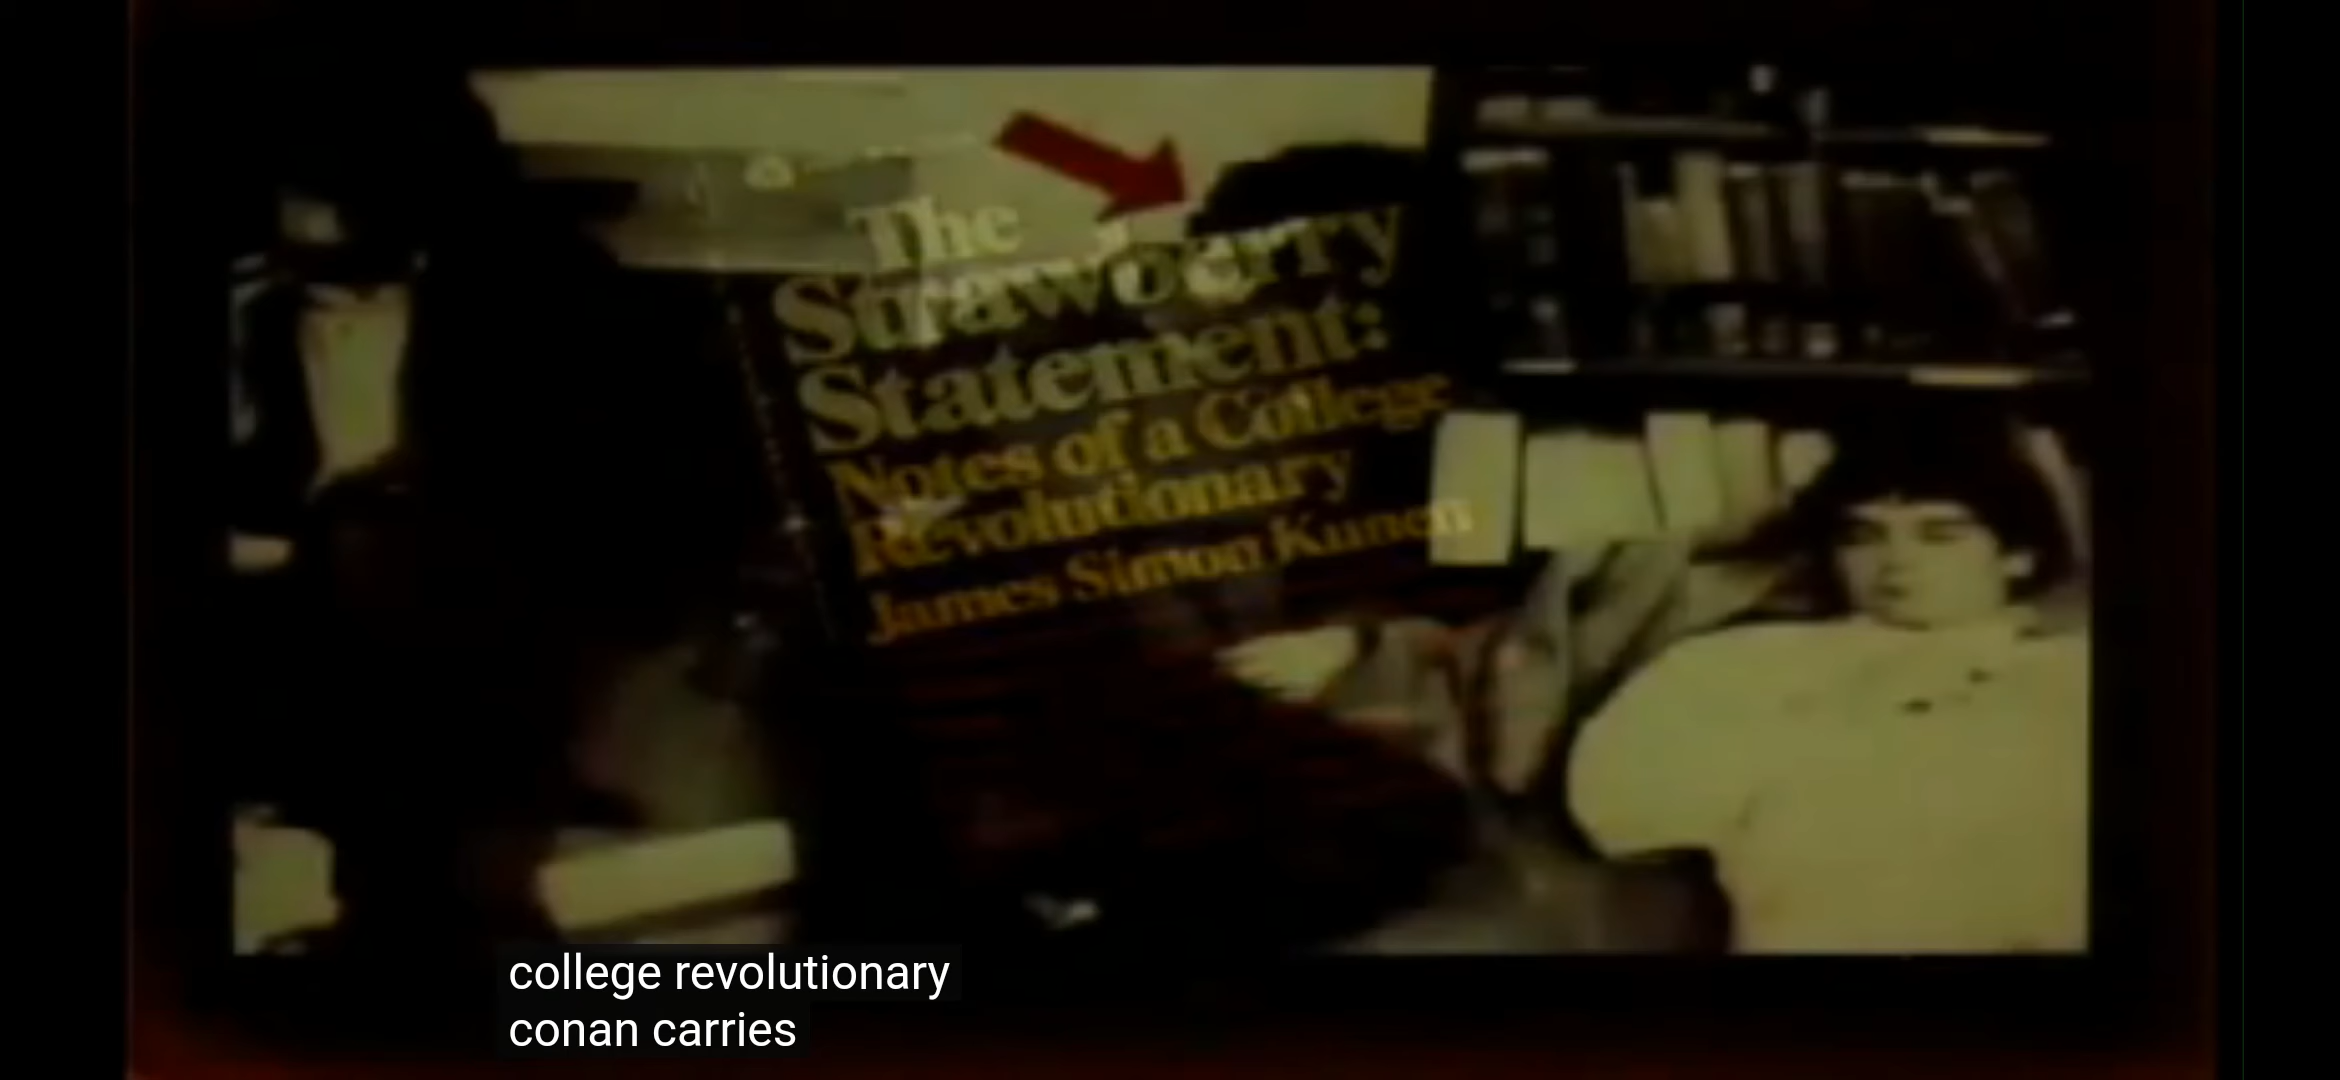 The
Strawberry
Statement:
Notes of a College
Revolutionary
James Simon Kunen
college revolutionary
conan carries